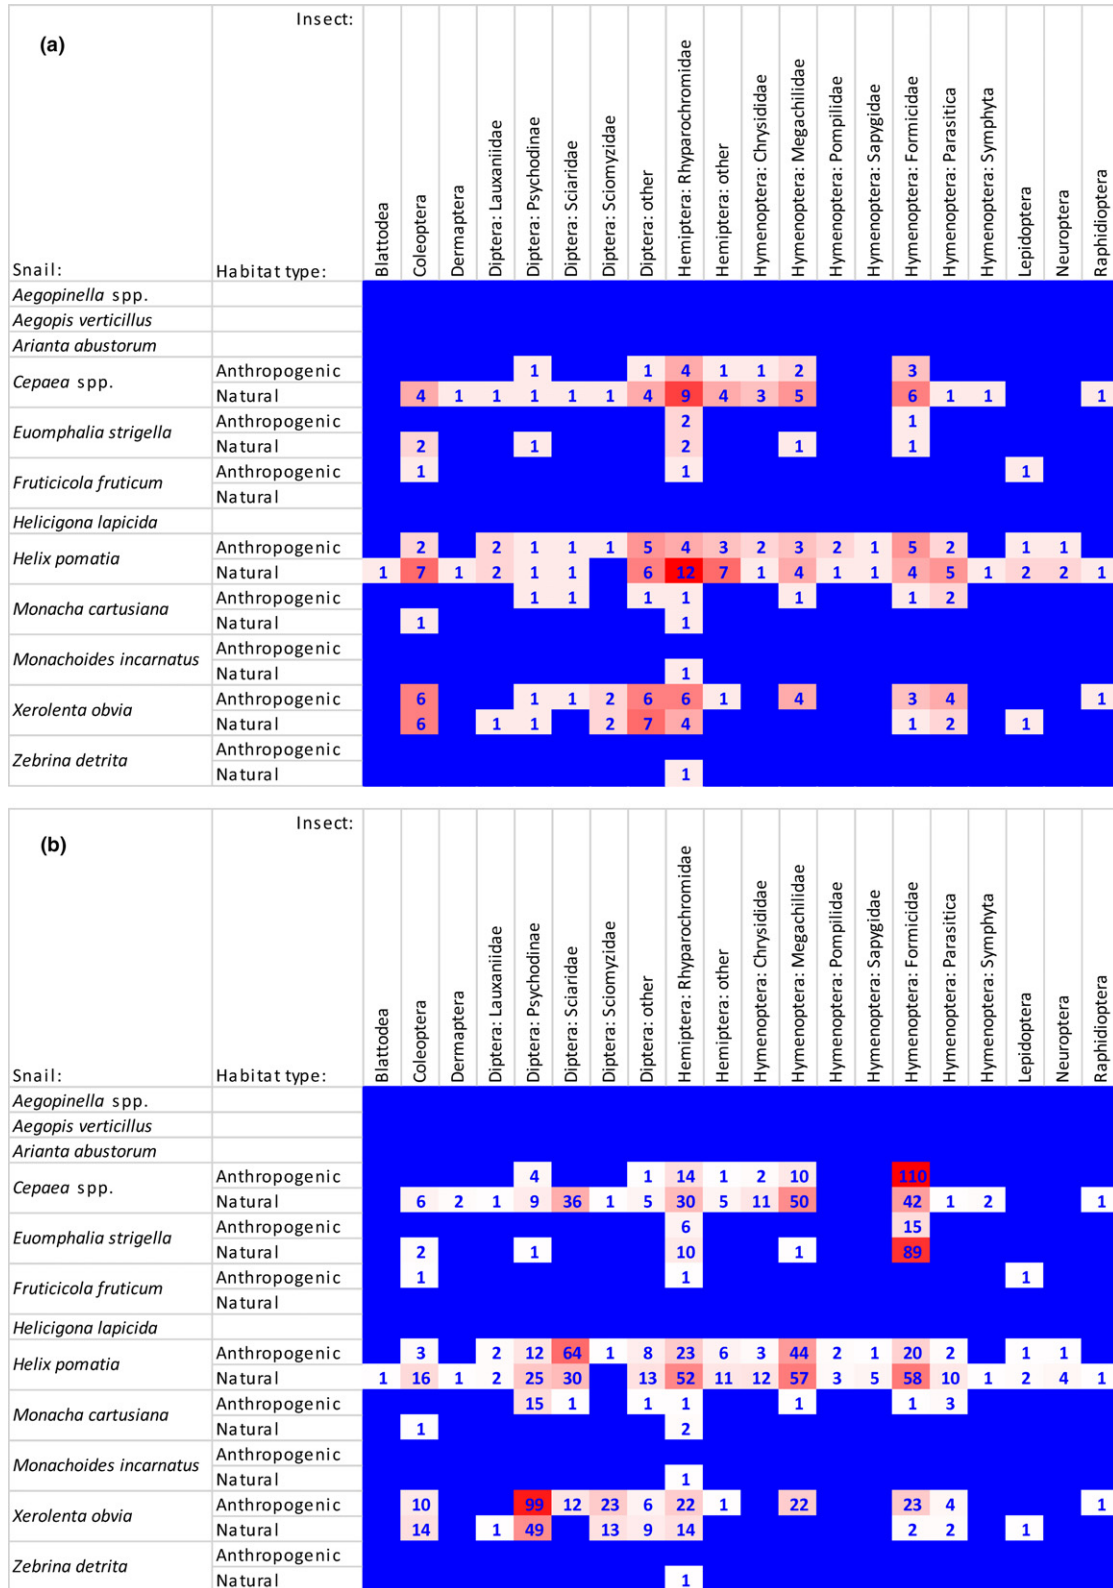 (a)
Insect:
Snail:
Habitat type:
Blattodea
Coleoptera
Dermaptera
Diptera: Lauxaniidae
Diptera: Psychodinae
Diptera: Sciaridae
Diptera: Sciomyzidae
Diptera: other
Hemiptera: Rhyparochromidae
Hemiptera: other
Hymenoptera: Chrysididae
Hymenoptera: Megachilidae
Hymenoptera: Pompilidae
Hymenoptera: Sapygidae
Hymenoptera: Formicidae
Hymenoptera: Parasitica
Hymenoptera: Symphyta
Lepidoptera
Neuroptera
Raphidioptera
Aegopinella spp.
Aegopis verticillus
Arianta abustorum
Cepaea spp.
Anthropogenic 1 1 4 1 1 2 3
Natural 4 1 1 1 1 1 4 9 4 3 5 6 1 1 1
Euomphalia strigella
Anthropogenic 2 1
Natural 2 1 2 1 1
Fruticicola fruticum
Anthropogenic 1 1 1
Natural
Helicigona lapicida
Helix pomatia
Anthropogenic 2 2 1 1 1 5 4 3 2 3 2 1 5 2 1 1
Natural 1 7 1 2 1 1 6 12 7 1 4 1 1 4 5 1 2 2 1
Monacha cartusiana
Anthropogenic 1 1 1 1 1 1 2
Natural 1 1
Monachoides incarnatus
Anthropogenic
Natural 1
Xerolenta obvia
Anthropogenic 6 1 1 2 6 6 1 4 3 4 1
Natural 6 1 1 2 7 4 1 2 1
Zebrina detrita
Anthropogenic
Natural 1
(b)
Insect:
Snail:
Habitat type:
Blattodea
Coleoptera
Dermaptera
Diptera: Lauxaniidae
Diptera: Psychodinae
Diptera: Sciaridae
Diptera: Sciomyzidae
Diptera: other
Hemiptera: Rhyparochromidae
Hemiptera: other
Hymenoptera: Chrysididae
Hymenoptera: Megachilidae
Hymenoptera: Pompilidae
Hymenoptera: Sapygidae
Hymenoptera: Formicidae
Hymenoptera: Parasitica
Hymenoptera: Symphyta
Lepidoptera
Neuroptera
Raphidioptera
Aegopinella spp.
Aegopis verticillus
Arianta abustorum
Cepaea spp.
Anthropogenic 4 1 14 1 2 10 110
Natural 6 2 1 9 36 1 5 30 5 11 50 42 1 2 1
Euomphalia strigella
Anthropogenic 6 15
Natural 2 1 10 1 89
Fruticicola fruticum
Anthropogenic 1 1 1
Natural
Helicigona lapicida
Helix pomatia
Anthropogenic 3 2 12 64 1 8 23 6 3 44 2 1 20 2 1 1
Natural 1 16 1 2 25 30 13 52 11 12 57 3 5 58 10 1 2 4 1
Monacha cartusiana
Anthropogenic 15 1 1 1 1 1 3
Natural 1 2
Monachoides incarnatus
Anthropogenic
Natural 1
Xerolenta obvia
Anthropogenic 10 99 12 23 6 22 1 22 23 4 1
Natural 14 1 49 13 9 14 2 2 1
Zebrina detrita
Anthropogenic
Natural 1